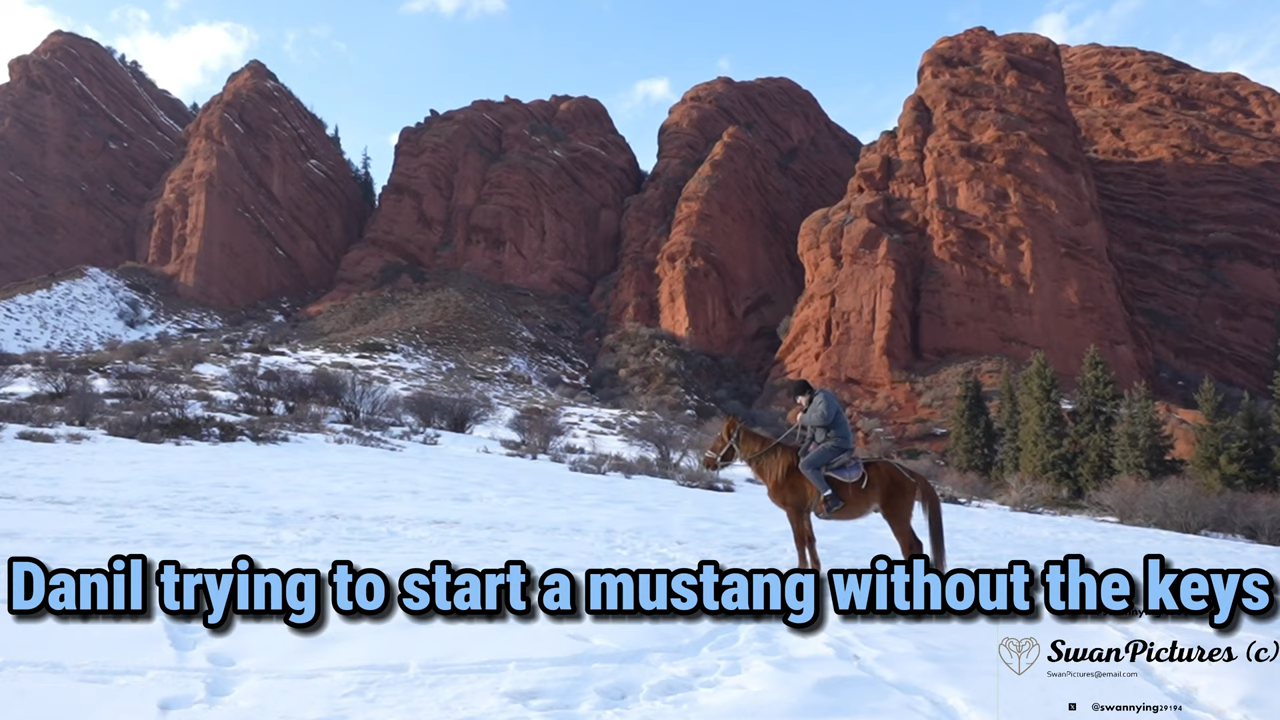 Danil trying to start a mustang without the keys
SwanPictures (c)
SwanPictures@email.com
X @swannying29194